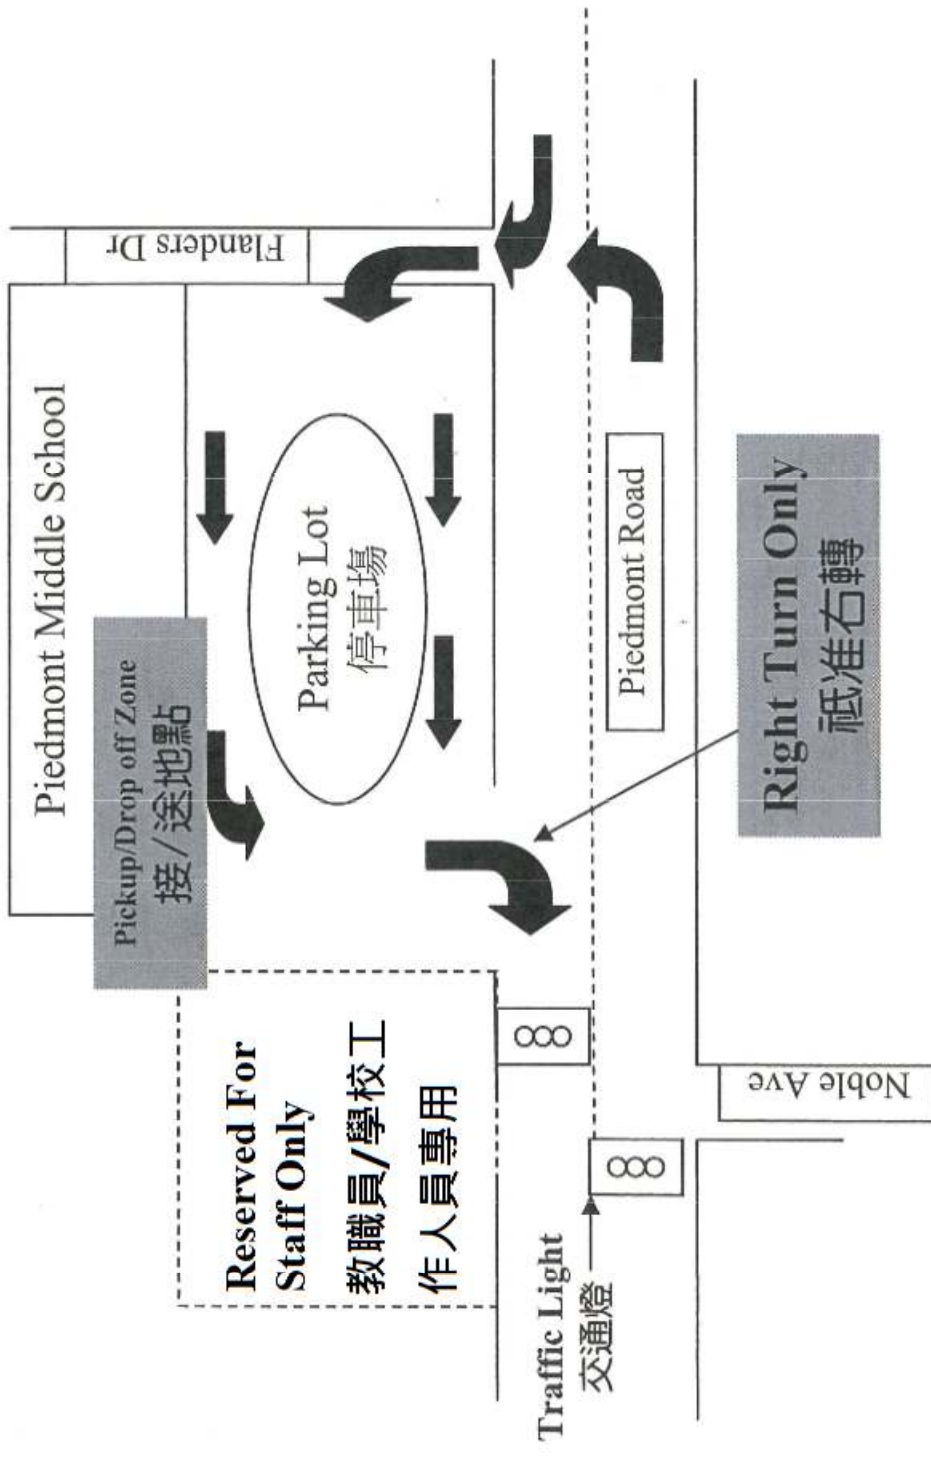 Piedmont Middle School
Flanders Dr
Pickup/Drop off Zone
接/途地點
Parking Lot
停車場
Reserved For
Staff Only
教職員/學校工
作人員專用
Piedmont Road
Traffic Light
交通燈
Right Turn Only
祗准右轉
Noble Ave